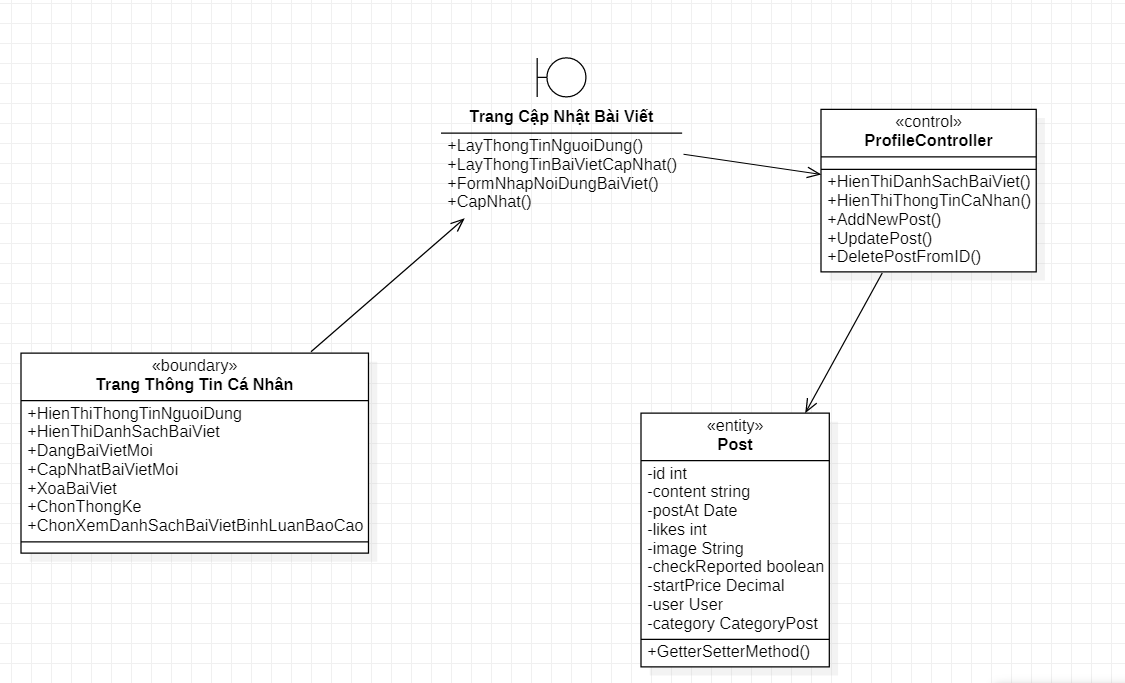 Trang Cập Nhật Bài Viết
+LayThongTinNguoiDung()
+LayThongTinBaiVietCapNhat()
+FormNhapNoiDungBaiViet()
+CapNhat()
«control»
ProfileController
+HienThiDanhSachBaiViet()
+HienThiThongTinCaNhan()
+AddNewPost()
+UpdatePost()
+DeletePostFromID()
«boundary»
Trang Thông Tin Cá Nhân
+HienThiThongTinNguoiDung
+HienThiDanhSachBaiViet
+DangBaiVietMoi
+CapNhatBaiVietMoi
+XoaBaiViet
+ChonThongKe
+ChonXemDanhSachBaiVietBinhLuanBaoCao
«entity»
Post
-id int
-content string
-postAt Date
-likes int
-image String
-checkReported boolean
-startPrice Decimal
-user User
-category CategoryPost
+GetterSetterMethod()